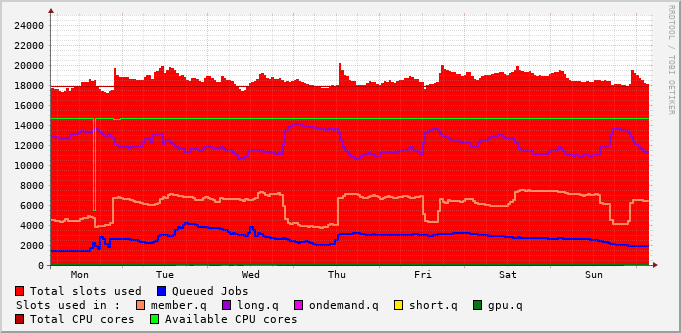 24000
22000
20000
18000
16000
14000
12000
10000
8000
6000
4000
2000
0
Mon Tue Wed Thu Fri Sat Sun
Total slots used Queued Jobs
Slots used in : member.q long.q ondemand.q short.q gpu.q
Total CPU cores Available CPU cores
RRDTOOL / TOBI OETIKER